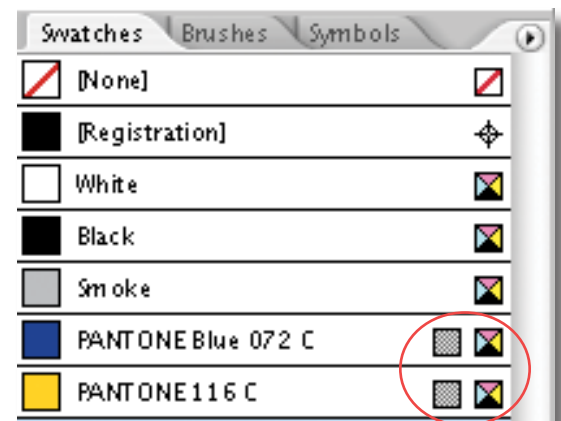 Swatches Brushes Symbols
[None]
[Registration]
White
Black
Smoke
PANTONE Blue 072 C
PANTONE 116 C